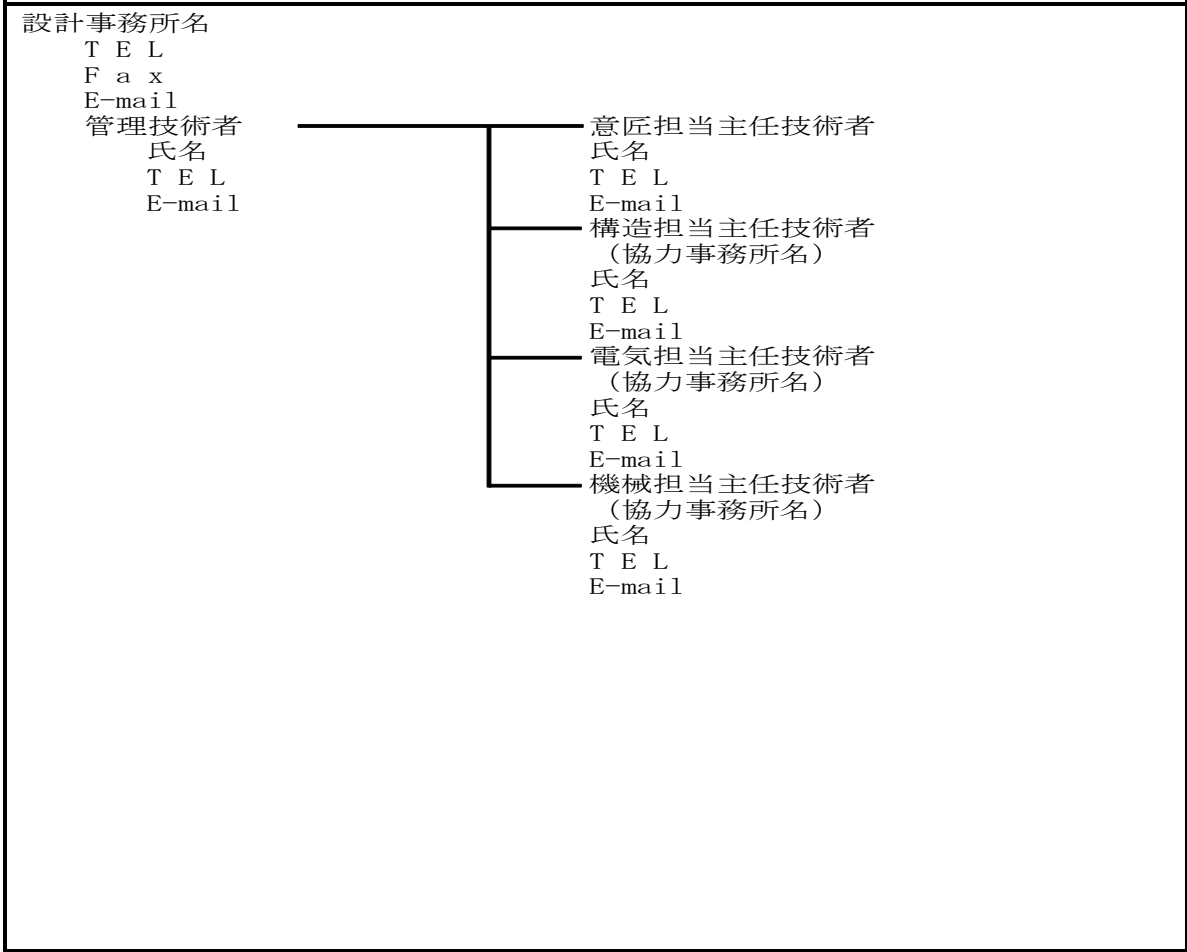 設計事務所名
ＴＥＬ
Ｆａｘ
E-mail
管理技術者
氏名
ＴＥＬ
E-mail
意匠担当主任技術者
氏名
ＴＥＬ
E-mail
構造担当主任技術者
（協力事務所名）
氏名
ＴＥＬ
E-mail
電気担当主任技術者
（協力事務所名）
氏名
ＴＥＬ
E-mail
機械担当主任技術者
（協力事務所名）
氏名
ＴＥＬ
E-mail